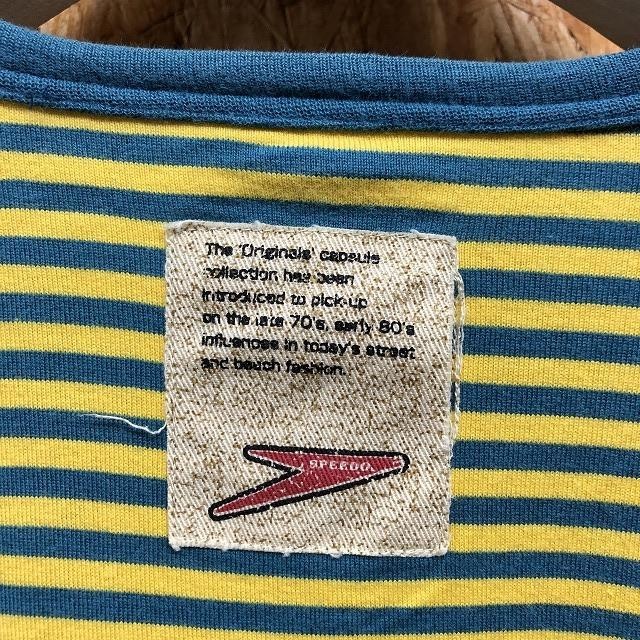 The 'Originals' capsule
collection has been
introduced to pick-up
on the late 70's, early 80's
influences in today's street
and beach fashion.
SPEEDO